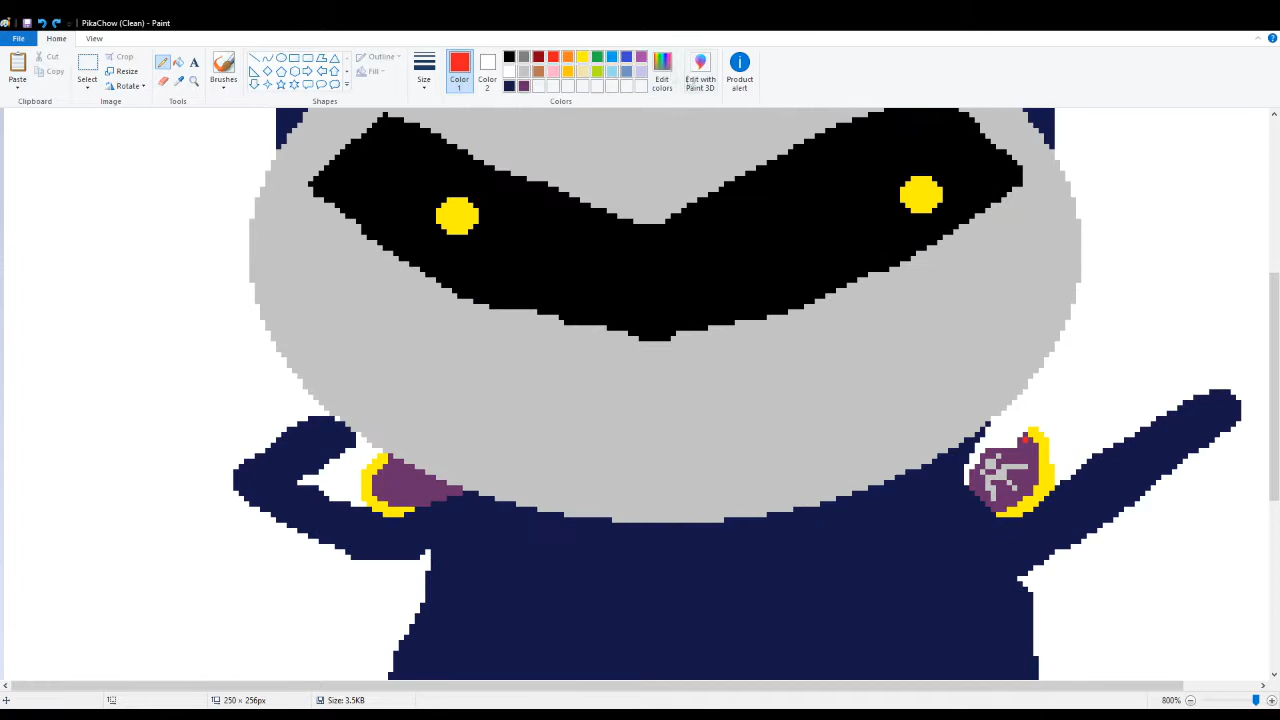 PikaChow (Clean) - Paint
File Home View
Paste
Clipboard
Cut
Copy
Select
Crop
Resize
Rotate
Image
A
Tools
Brushes
Outline
Fill
Shapes
Size
Color
1
Color
2
Edit
colors
Colors
Edit with
Paint 3D
Product
alert
250 × 256px
Size: 3.5KB
800%